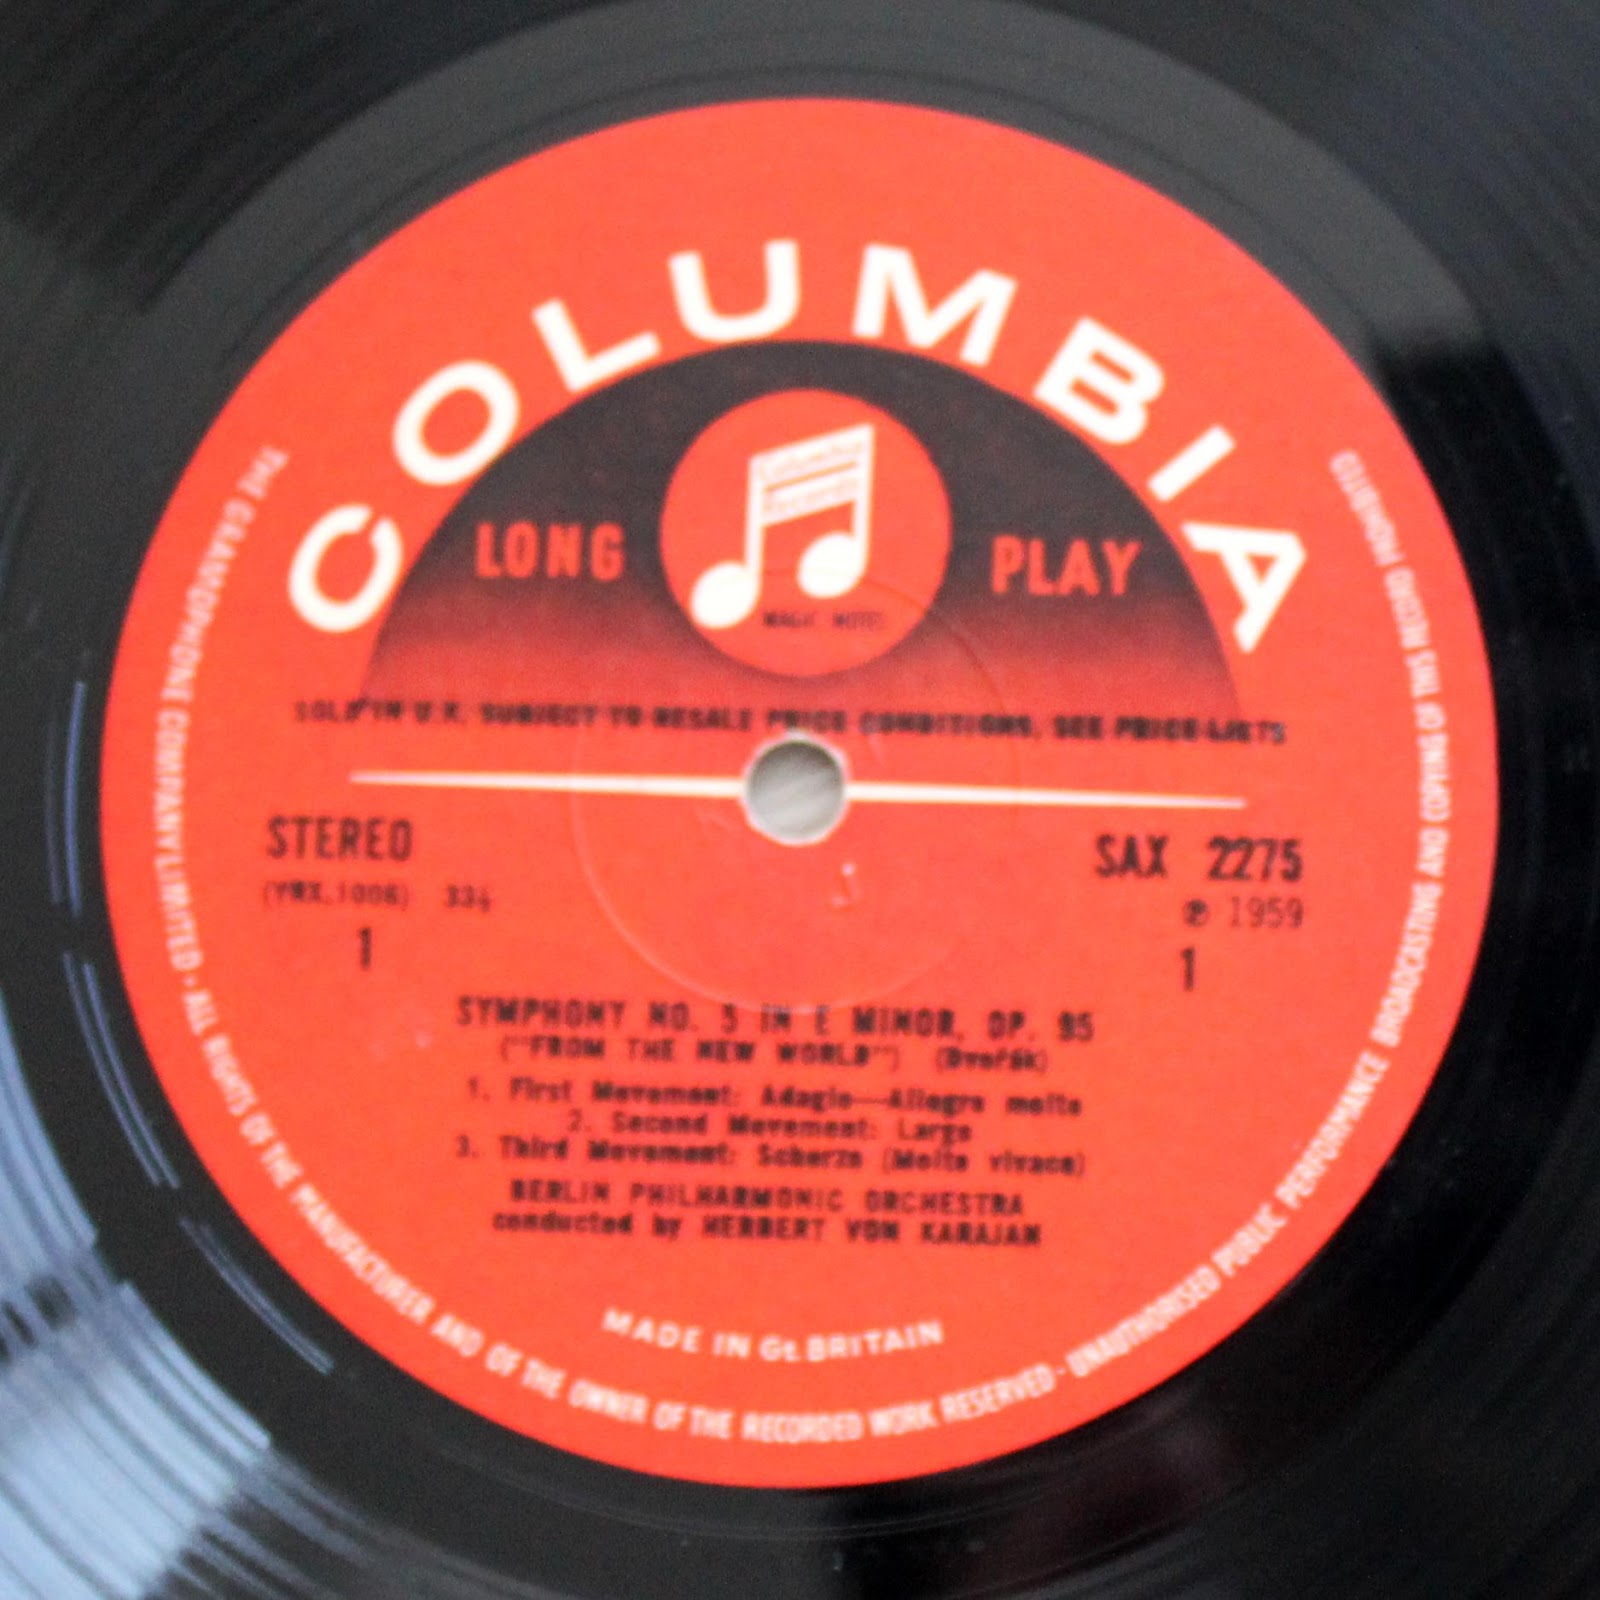 COLUMBIA
LONG PLAY
Columbia
Records
MAGIC NOTES
SOLD IN U.K. SUBJECT TO RESALE PRICE CONDITIONS, SEE PRICE LISTS
STEREO SAX 2275
(YRX.1006) 33⅓ ℗ 1959
1 1
SYMPHONY NO. 5 IN E MINOR, OP. 95
("FROM THE NEW WORLD") (Dvořák)
1. First Movement: Adagio—Allegro molto
2. Second Movement: Largo
3. Third Movement: Scherzo (Molto vivace)
BERLIN PHILHARMONIC ORCHESTRA
conducted by HERBERT VON KARAJAN
MADE IN Gt. BRITAIN
THE GRAMOPHONE COMPANY LIMITED · ALL RIGHTS OF THE MANUFACTURER AND OF THE OWNER OF THE RECORDED WORK RESERVED · UNAUTHORISED PUBLIC PERFORMANCE BROADCASTING AND COPYING OF THIS RECORD PROHIBITED